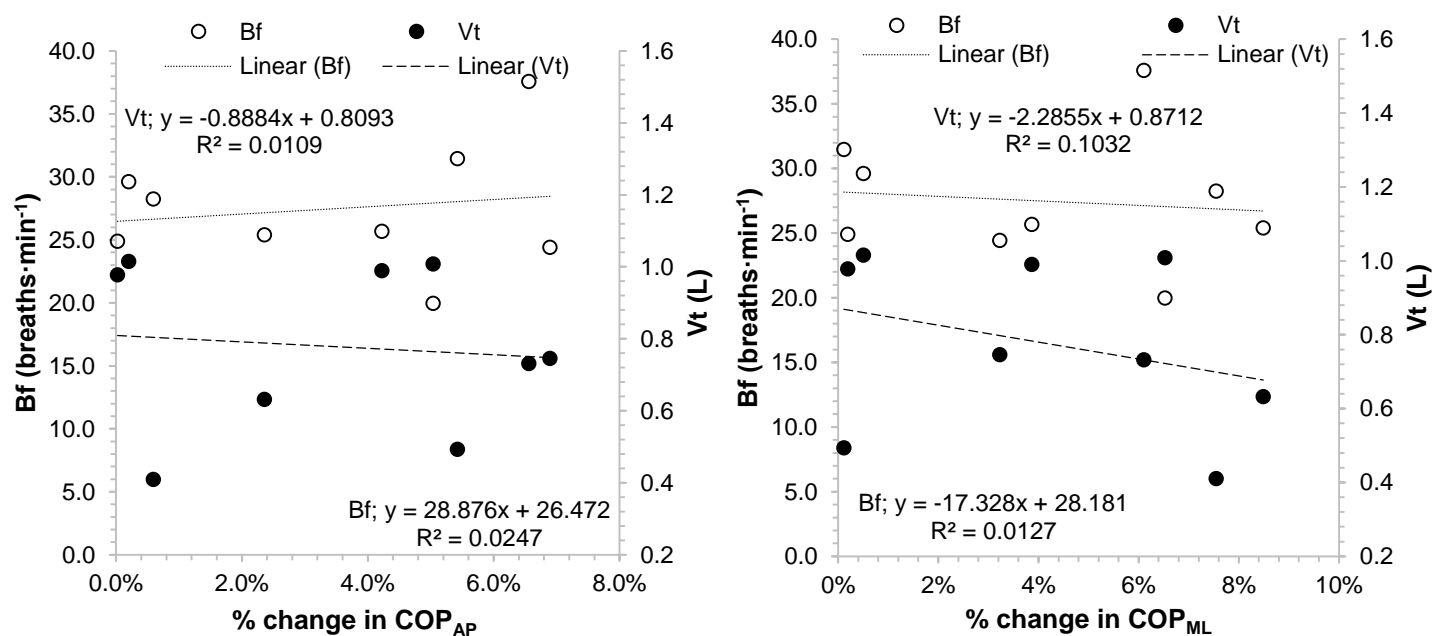 Bf Vt
Linear (Bf) Linear (Vt)
40.0
35.0
30.0
25.0
20.0
15.0
10.0
5.0
0.0
Bf (breaths·min⁻¹)
Vt; y = -0.8884x + 0.8093
R² = 0.0109
Bf; y = 28.876x + 26.472
R² = 0.0247
1.6
1.4
1.2
1.0
0.8
0.6
0.4
0.2
Vt (L)
0.0% 2.0% 4.0% 6.0% 8.0%
% change in COP_AP
Bf Vt
Linear (Bf) Linear (Vt)
40.0
35.0
30.0
25.0
20.0
15.0
10.0
5.0
0.0
Bf (breaths·min⁻¹)
Vt; y = -2.2855x + 0.8712
R² = 0.1032
Bf; y = -17.328x + 28.181
R² = 0.0127
1.6
1.4
1.2
1.0
0.8
0.6
0.4
0.2
Vt (L)
0% 2% 4% 6% 8% 10%
% change in COP_ML